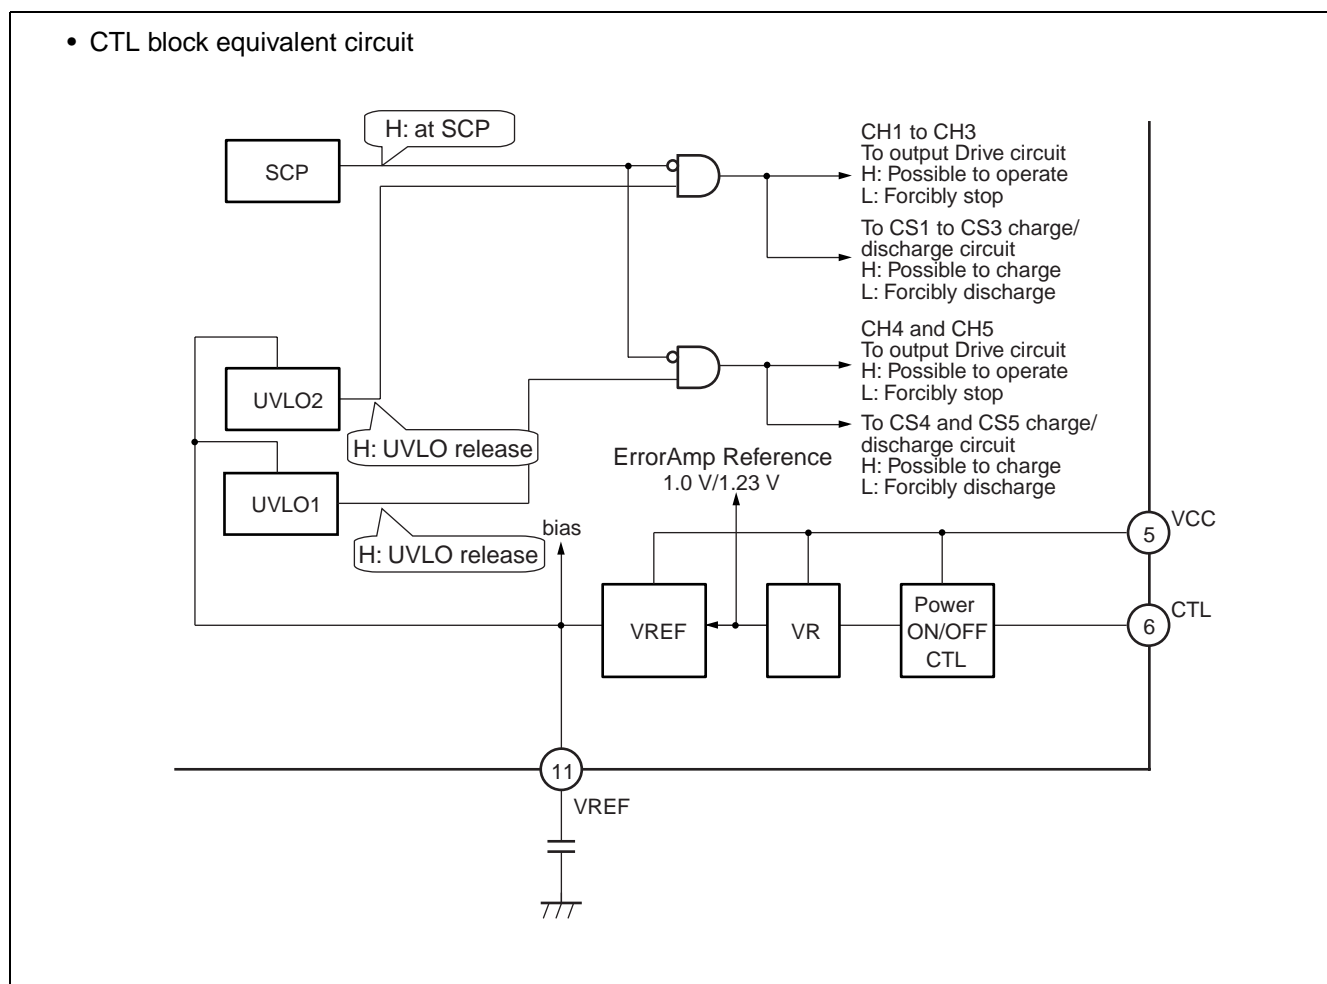 • CTL block equivalent circuit
H: at SCP
SCP
CH1 to CH3
To output Drive circuit
H: Possible to operate
L: Forcibly stop
To CS1 to CS3 charge/
discharge circuit
H: Possible to charge
L: Forcibly discharge
UVLO2
H: UVLO release
CH4 and CH5
To output Drive circuit
H: Possible to operate
L: Forcibly stop
To CS4 and CS5 charge/
discharge circuit
H: Possible to charge
L: Forcibly discharge
UVLO1
H: UVLO release
ErrorAmp Reference
1.0 V/1.23 V
bias
5
VCC
VREF
VR
Power
ON/OFF
CTL
6
CTL
11
VREF